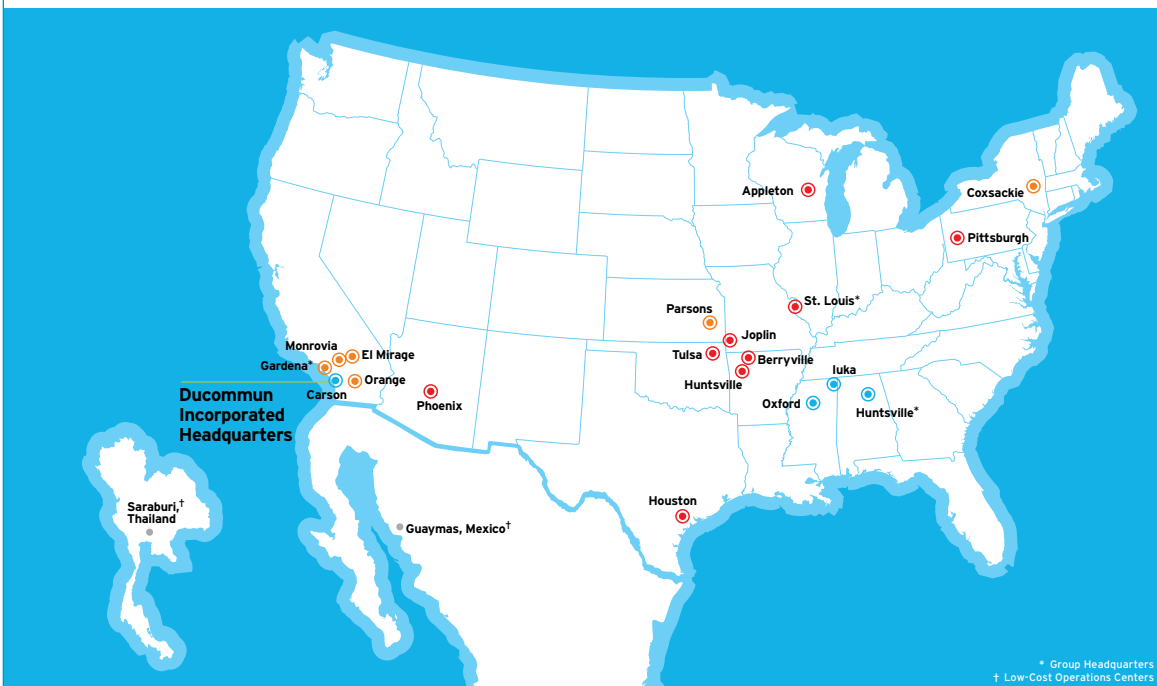 Appleton
Coxsackie
Pittsburgh
St. Louis*
Parsons
Joplin
Monrovia
El Mirage
Tulsa
Berryville
Gardena*
Huntsville
Iuka
Orange
Carson
Phoenix
Oxford
Huntsville*
Ducommun
Incorporated
Headquarters
Houston
Saraburi,†
Thailand
Guaymas, Mexico†
* Group Headquarters
† Low-Cost Operations Centers